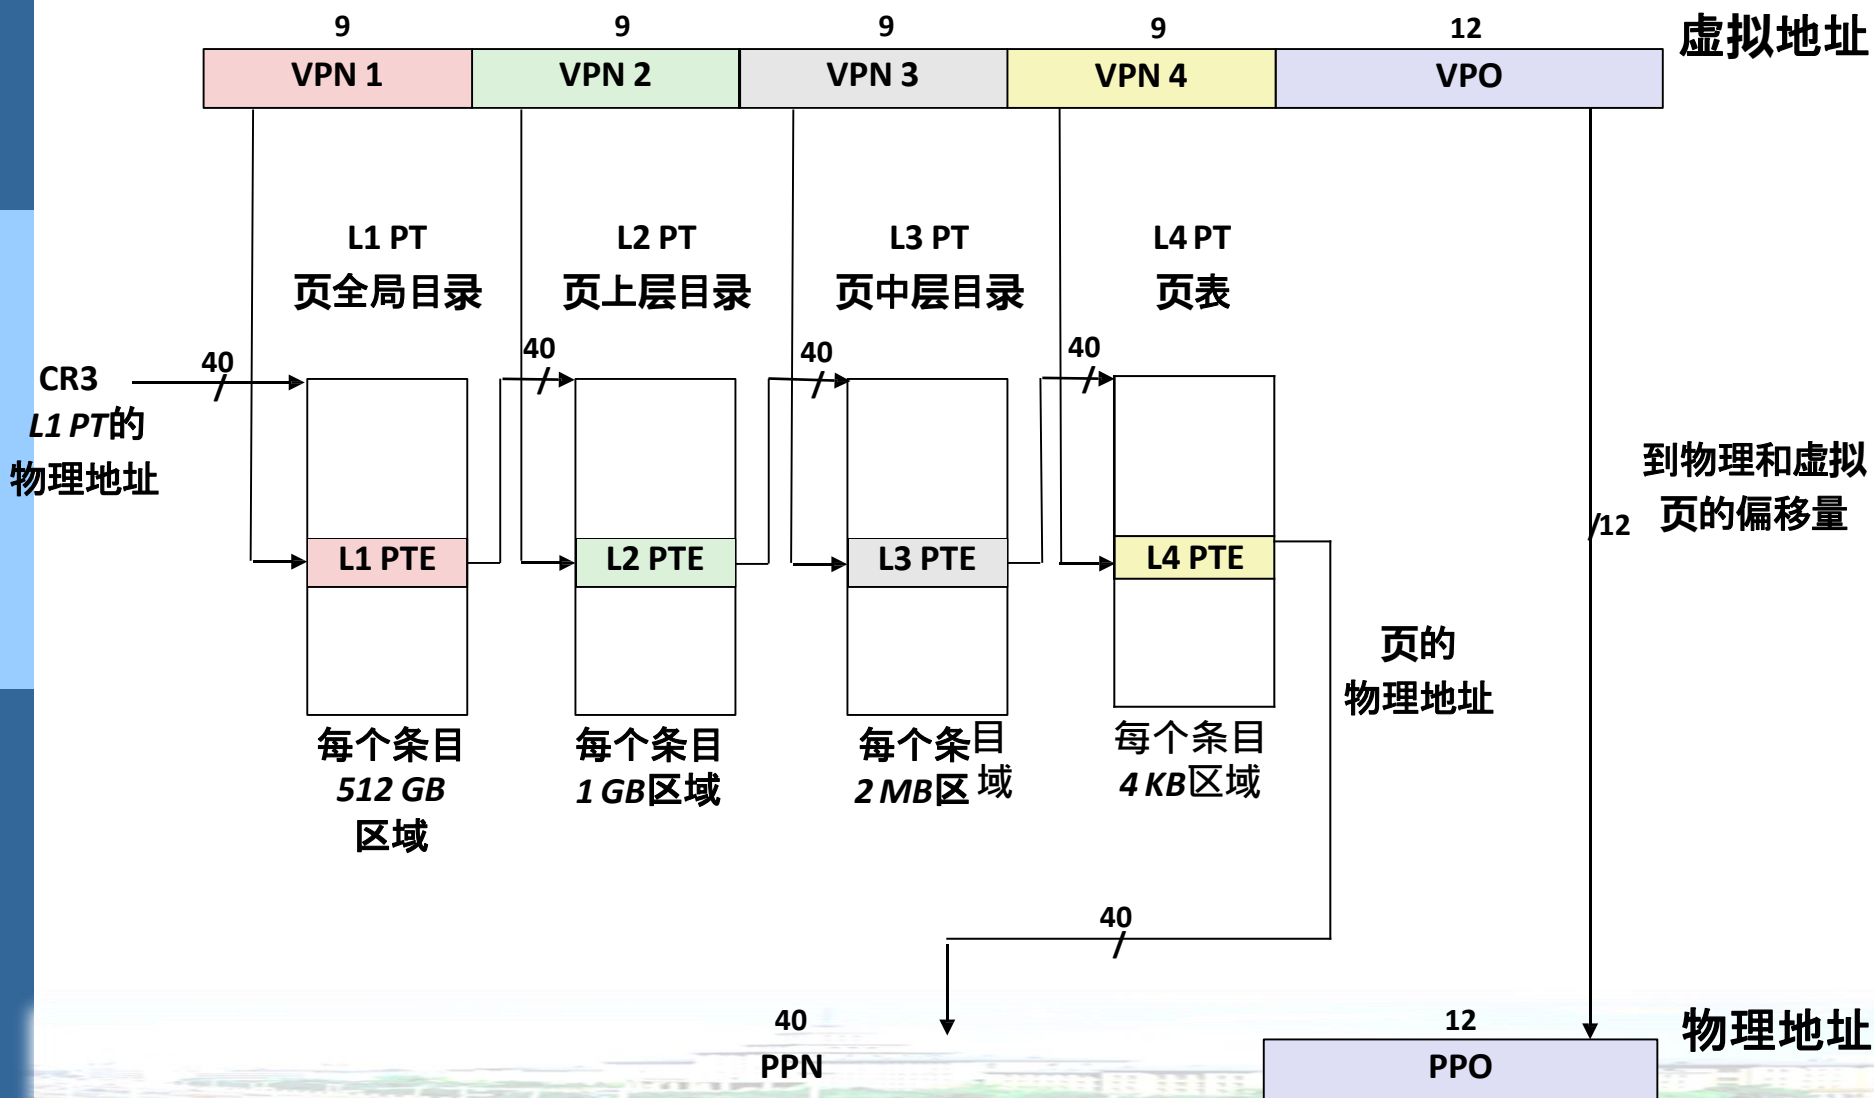 9 9 9 9 12
虚拟地址
VPN 1 VPN 2 VPN 3 VPN 4 VPO
L1 PT L2 PT L3 PT L4 PT
页全局目录 页上层目录 页中层目录 页表
40 40 40 40
CR3
L1 PT的
物理地址
到物理和虚拟
页的偏移量
12
L1 PTE L2 PTE L3 PTE L4 PTE
页的
物理地址
每个条目 每个条目 每个条目 每个条目
512 GB 1 GB区域 2 MB区域 4 KB区域
区域
40
40 12
物理地址
PPN PPO